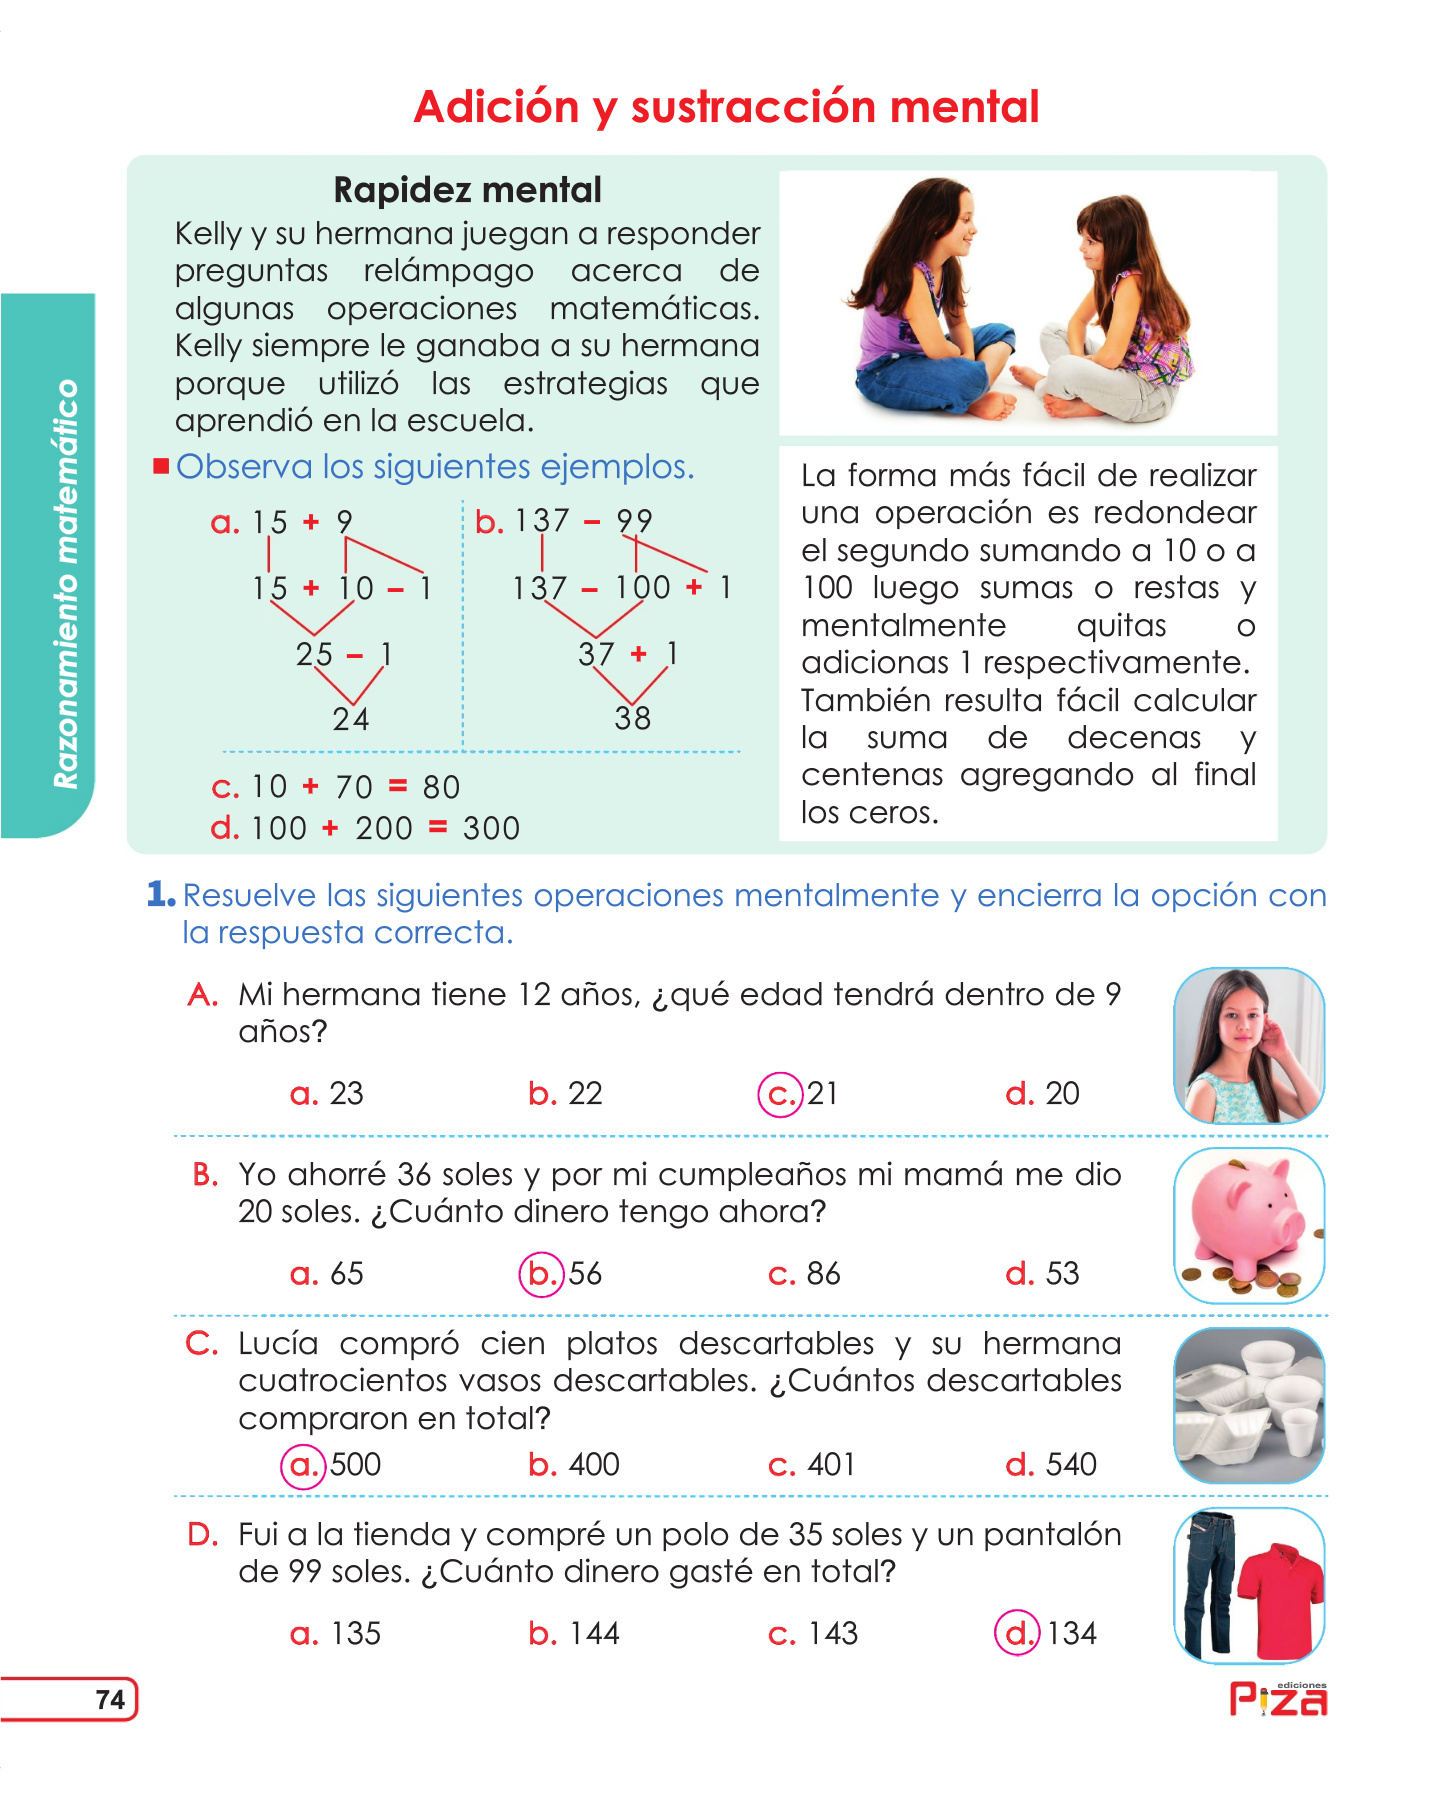 Adición y sustracción mental
Rapidez mental
Kelly y su hermana juegan a responder
preguntas relámpago acerca de
algunas operaciones matemáticas.
Kelly siempre le ganaba a su hermana
porque utilizó las estrategias que
aprendió en la escuela.
Observa los siguientes ejemplos.
a. 15 + 9
15 + 10 – 1
25 – 1
24
b. 137 – 99
137 – 100 + 1
37 + 1
38
c. 10 + 70 = 80
d. 100 + 200 = 300
La forma más fácil de realizar
una operación es redondear
el segundo sumando a 10 o a
100 luego sumas o restas y
mentalmente quitas o
adicionas 1 respectivamente.
También resulta fácil calcular
la suma de decenas y
centenas agregando al final
los ceros.
Razonamiento matemático
1. Resuelve las siguientes operaciones mentalmente y encierra la opción con
la respuesta correcta.
A. Mi hermana tiene 12 años, ¿qué edad tendrá dentro de 9
años?
a. 23 b. 22 c. 21 d. 20
B. Yo ahorré 36 soles y por mi cumpleaños mi mamá me dio
20 soles. ¿Cuánto dinero tengo ahora?
a. 65 b. 56 c. 86 d. 53
C. Lucía compró cien platos descartables y su hermana
cuatrocientos vasos descartables. ¿Cuántos descartables
compraron en total?
a. 500 b. 400 c. 401 d. 540
D. Fui a la tienda y compré un polo de 35 soles y un pantalón
de 99 soles. ¿Cuánto dinero gasté en total?
a. 135 b. 144 c. 143 d. 134
74
ediciones
Piza